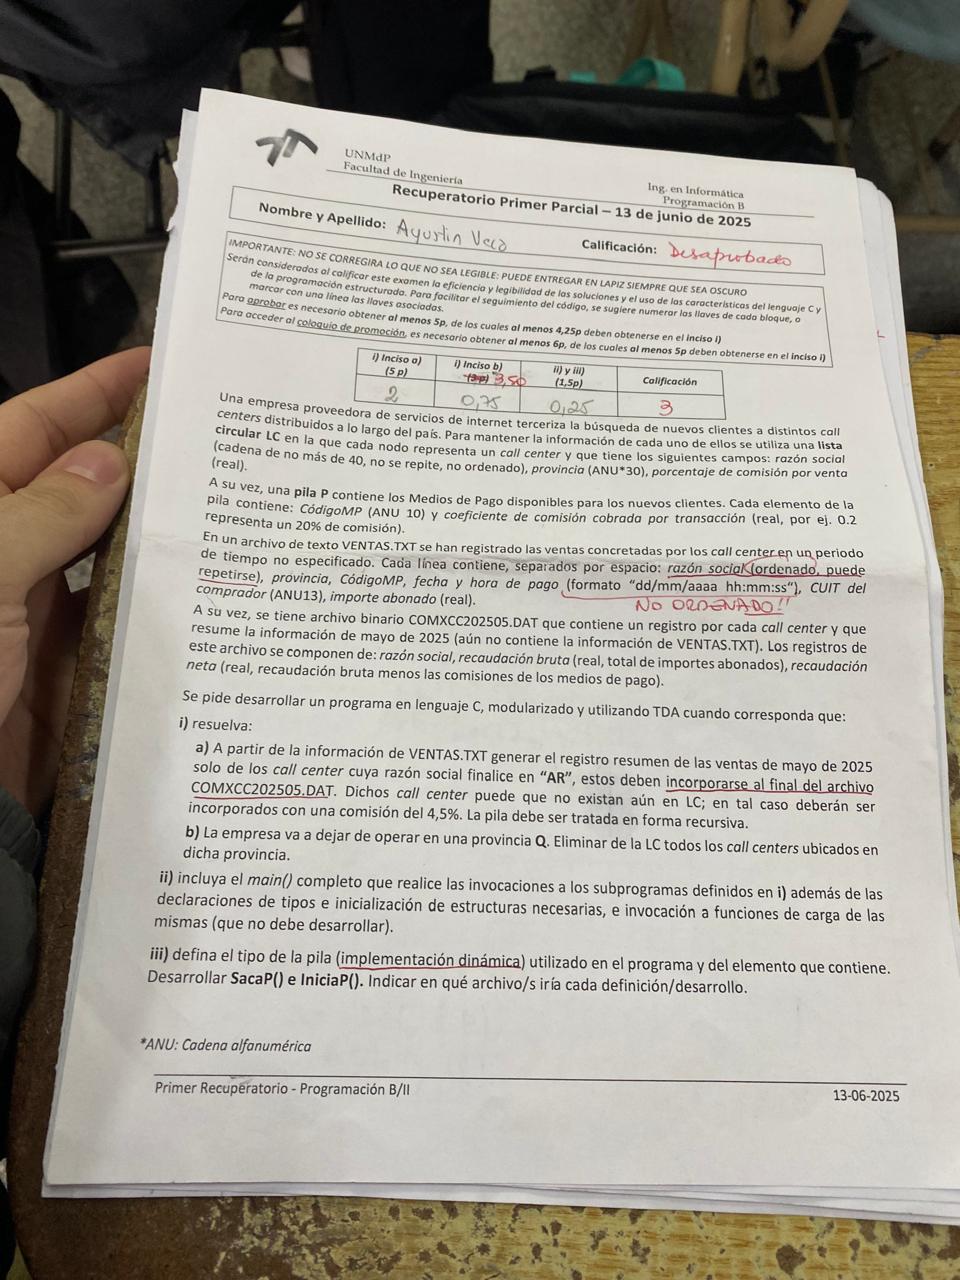 UNMdP
Facultad de Ingeniería
Ing. en Informática
Programación B
Recuperatorio Primer Parcial – 13 de junio de 2025
Nombre y Apellido: Agustin Vera
Calificación: Desaprobado
IMPORTANTE: NO SE CORREGIRA LO QUE NO SEA LEGIBLE: PUEDE ENTREGAR EN LAPIZ SIEMPRE QUE SEA OSCURO
Serán considerados al calificar este examen la eficiencia y legibilidad de las soluciones y el uso de las características del lenguaje C y
de la programación estructurada. Para facilitar el seguimiento del código, se sugiere numerar las llaves de cada bloque, o
marcar con una línea las llaves asociadas.
Para aprobar es necesario obtener al menos 5p, de los cuales al menos 4,25p deben obtenerse en el inciso i)
Para acceder al coloquio de promoción, es necesario obtener al menos 6p, de los cuales al menos 5p deben obtenerse en el inciso i)
i) Inciso a) i) Inciso b) ii) y iii) Calificación
(5 p) (3 p) 3,50 (1,5p)
2 0,75 0,25 3
Una empresa proveedora de servicios de internet terceriza la búsqueda de nuevos clientes a distintos call
centers distribuidos a lo largo del país. Para mantener la información de cada uno de ellos se utiliza una lista
circular LC en la que cada nodo representa un call center y que tiene los siguientes campos: razón social
(cadena de no más de 40, no se repite, no ordenado), provincia (ANU*30), porcentaje de comisión por venta
(real).
A su vez, una pila P contiene los Medios de Pago disponibles para los nuevos clientes. Cada elemento de la
pila contiene: CódigoMP (ANU 10) y coeficiente de comisión cobrada por transacción (real, por ej. 0.2
representa un 20% de comisión).
En un archivo de texto VENTAS.TXT se han registrado las ventas concretadas por los call center en un periodo
de tiempo no especificado. Cada línea contiene, separados por espacio: razón social (ordenado, puede
repetirse), provincia, CódigoMP, fecha y hora de pago (formato "dd/mm/aaaa hh:mm:ss"), CUIT del
comprador (ANU13), importe abonado (real).
NO ORDENADO!!
A su vez, se tiene archivo binario COMXCC202505.DAT que contiene un registro por cada call center y que
resume la información de mayo de 2025 (aún no contiene la información de VENTAS.TXT). Los registros de
este archivo se componen de: razón social, recaudación bruta (real, total de importes abonados), recaudación
neta (real, recaudación bruta menos las comisiones de los medios de pago).
Se pide desarrollar un programa en lenguaje C, modularizado y utilizando TDA cuando corresponda que:
i) resuelva:
a) A partir de la información de VENTAS.TXT generar el registro resumen de las ventas de mayo de 2025
solo de los call center cuya razón social finalice en "AR", estos deben incorporarse al final del archivo
COMXCC202505.DAT. Dichos call center puede que no existan aún en LC; en tal caso deberán ser
incorporados con una comisión del 4,5%. La pila debe ser tratada en forma recursiva.
b) La empresa va a dejar de operar en una provincia Q. Eliminar de la LC todos los call centers ubicados en
dicha provincia.
ii) incluya el main() completo que realice las invocaciones a los subprogramas definidos en i) además de las
declaraciones de tipos e inicialización de estructuras necesarias, e invocación a funciones de carga de las
mismas (que no debe desarrollar).
iii) defina el tipo de la pila (implementación dinámica) utilizado en el programa y del elemento que contiene.
Desarrollar SacaP() e IniciaP(). Indicar en qué archivo/s iría cada definición/desarrollo.
*ANU: Cadena alfanumérica
Primer Recuperatorio - Programación B/II
13-06-2025